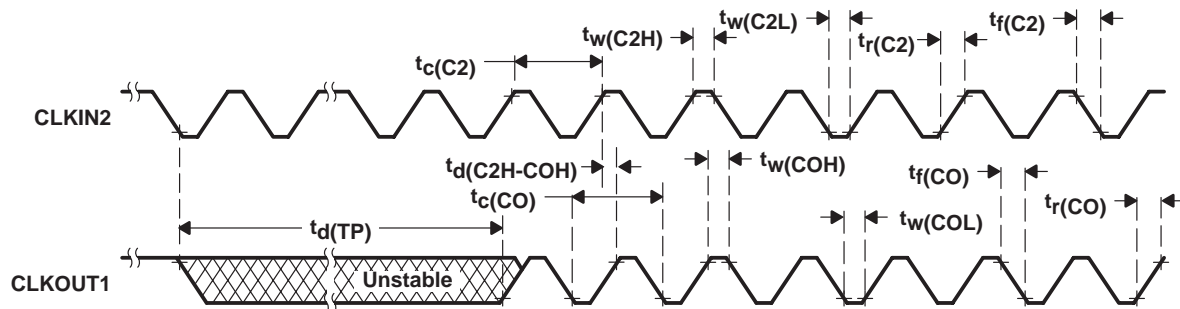 tw(C2H)
tw(C2L)
tf(C2)
tr(C2)
tc(C2)
CLKIN2
td(C2H-COH)
tw(COH)
tf(CO)
tc(CO)
tr(CO)
td(TP)
tw(COL)
Unstable
CLKOUT1